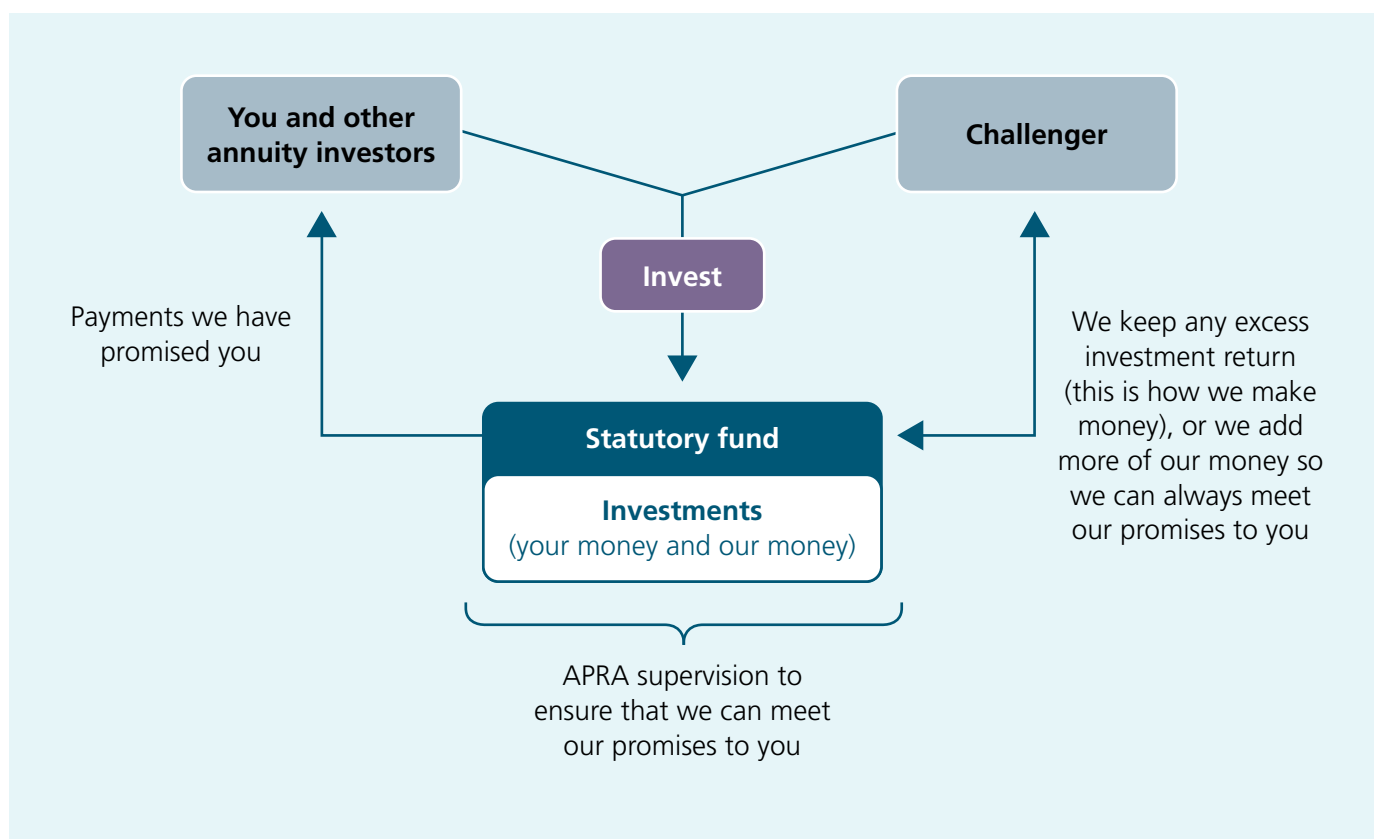 You and other
annuity investors
Challenger
Invest
Payments we have
promised you
We keep any excess
investment return
(this is how we make
money), or we add
more of our money so
we can always meet
our promises to you
Statutory fund
Investments
(your money and our money)
APRA supervision to
ensure that we can meet
our promises to you